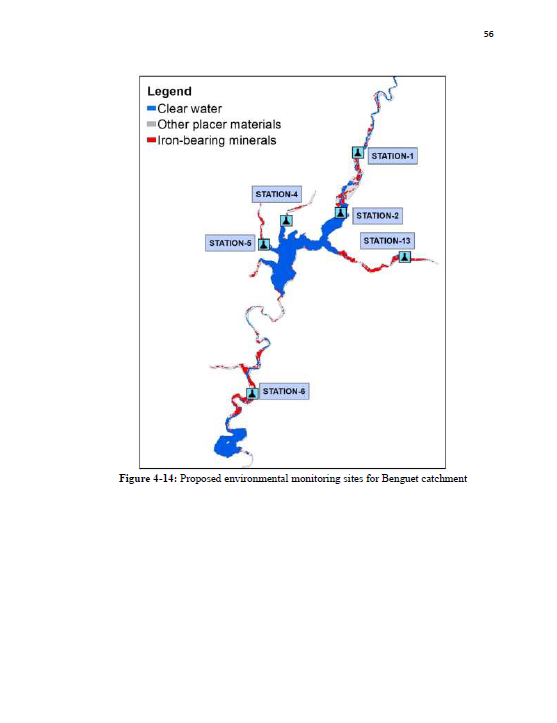 56
Legend
Clear water
Other placer materials
Iron-bearing minerals
STATION-1
STATION-4
STATION-2
STATION-5
STATION-13
STATION-6
Figure 4-14: Proposed environmental monitoring sites for Benguet catchment